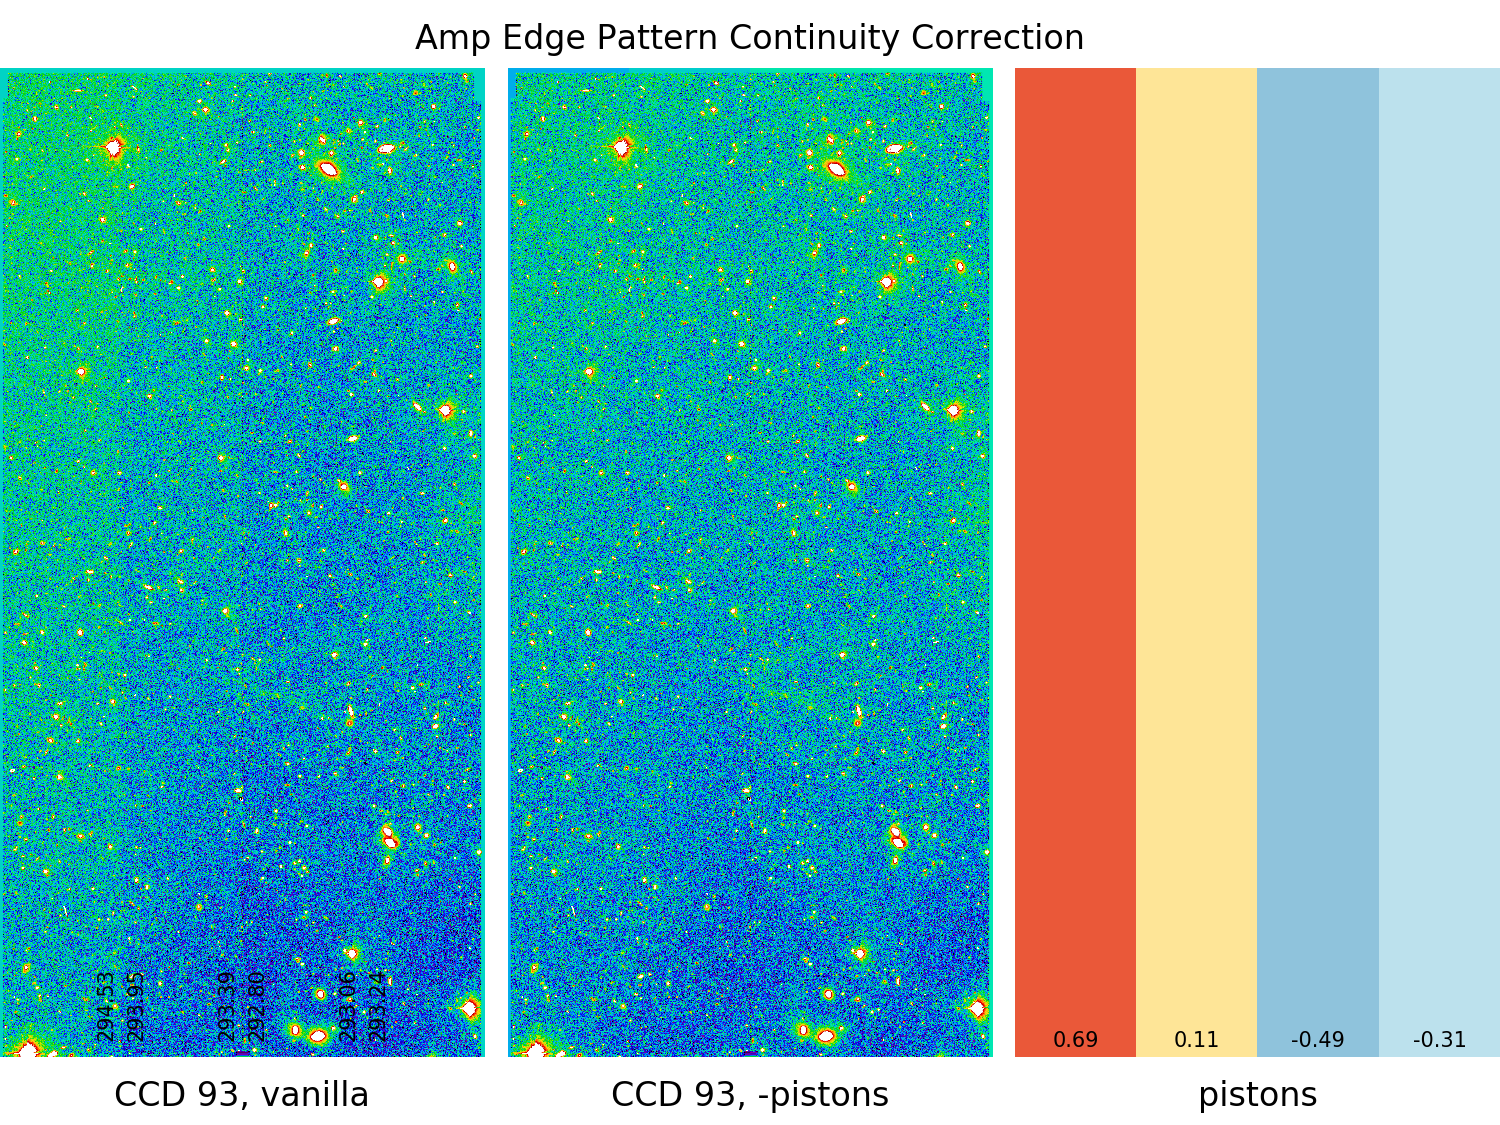 Amp Edge Pattern Continuity Correction
294.53
293.95
293.39
292.80
293.06
293.24
0.69
0.11
-0.49
-0.31
CCD 93, vanilla
CCD 93, -pistons
pistons